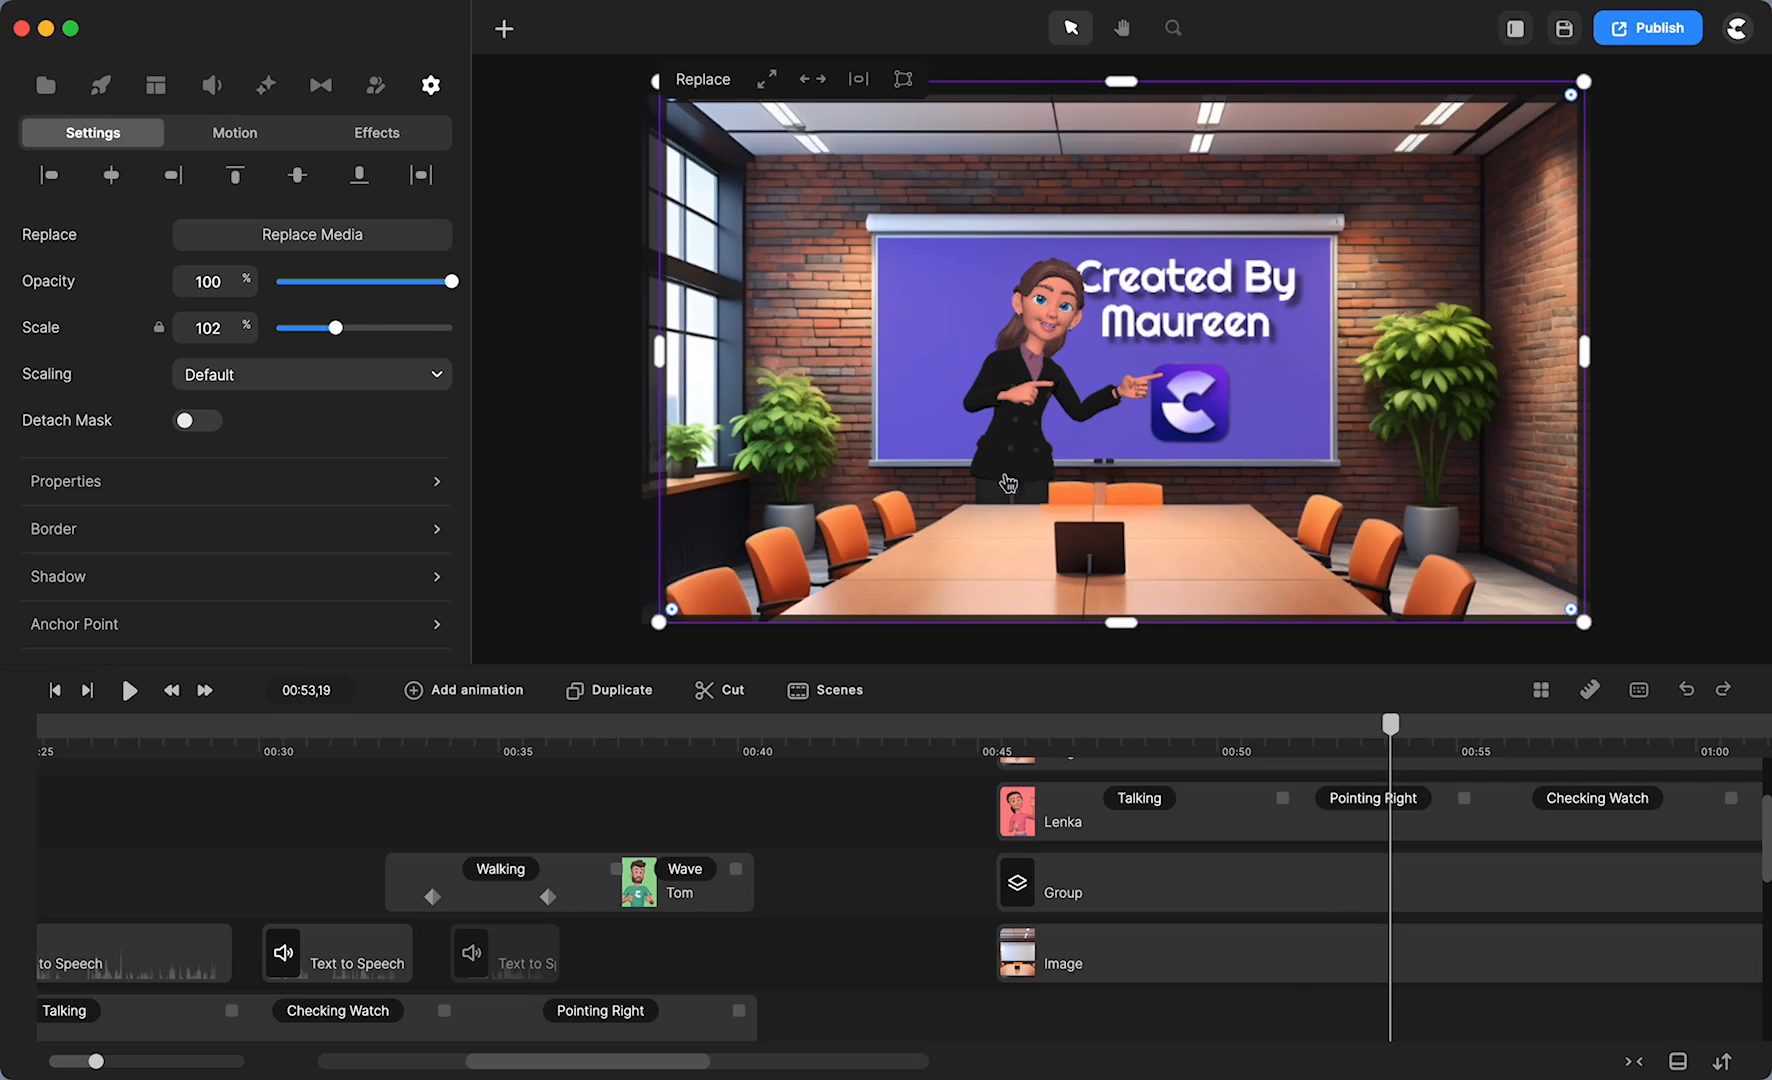 Publish
Replace
Settings
Motion
Effects
Replace
Replace Media
Opacity
100
%
Scale
102
%
Scaling
Default
Detach Mask
Properties
Border
Shadow
Anchor Point
Created By
Maureen
00:53,19
Add animation
Duplicate
Cut
Scenes
:25
00:30
00:35
00:40
00:45
00:50
00:55
01:00
Talking
Pointing Right
Checking Watch
Lenka
Walking
Wave
Tom
Group
to Speech
Text to Speech
Text to Sp
Image
Talking
Checking Watch
Pointing Right